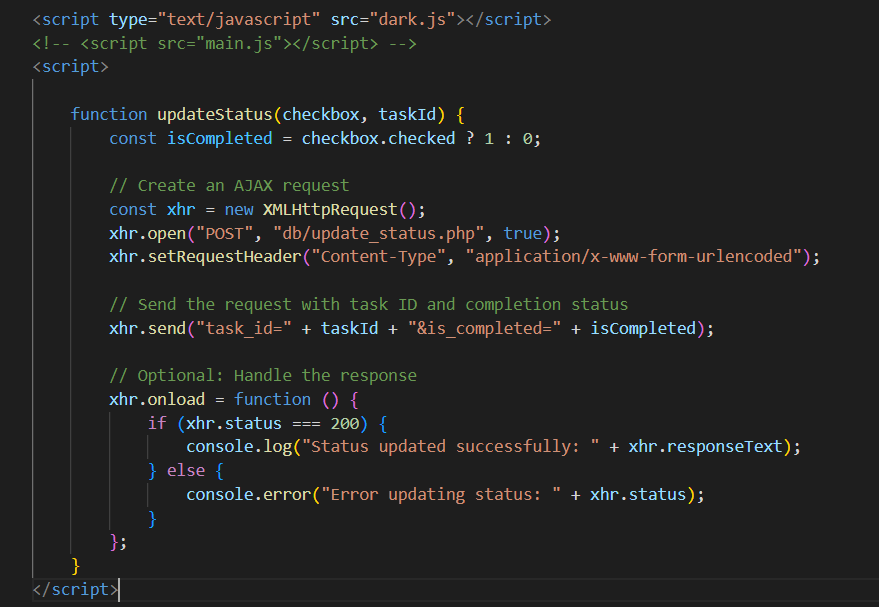 <script type="text/javascript" src="dark.js"></script>
<!-- <script src="main.js"></script> -->
<script>
function updateStatus(checkbox, taskId) {
const isCompleted = checkbox.checked ? 1 : 0;
// Create an AJAX request
const xhr = new XMLHttpRequest();
xhr.open("POST", "db/update_status.php", true);
xhr.setRequestHeader("Content-Type", "application/x-www-form-urlencoded");
// Send the request with task ID and completion status
xhr.send("task_id=" + taskId + "&is_completed=" + isCompleted);
// Optional: Handle the response
xhr.onload = function () {
if (xhr.status === 200) {
console.log("Status updated successfully: " + xhr.responseText);
} else {
console.error("Error updating status: " + xhr.status);
}
};
}
</script>